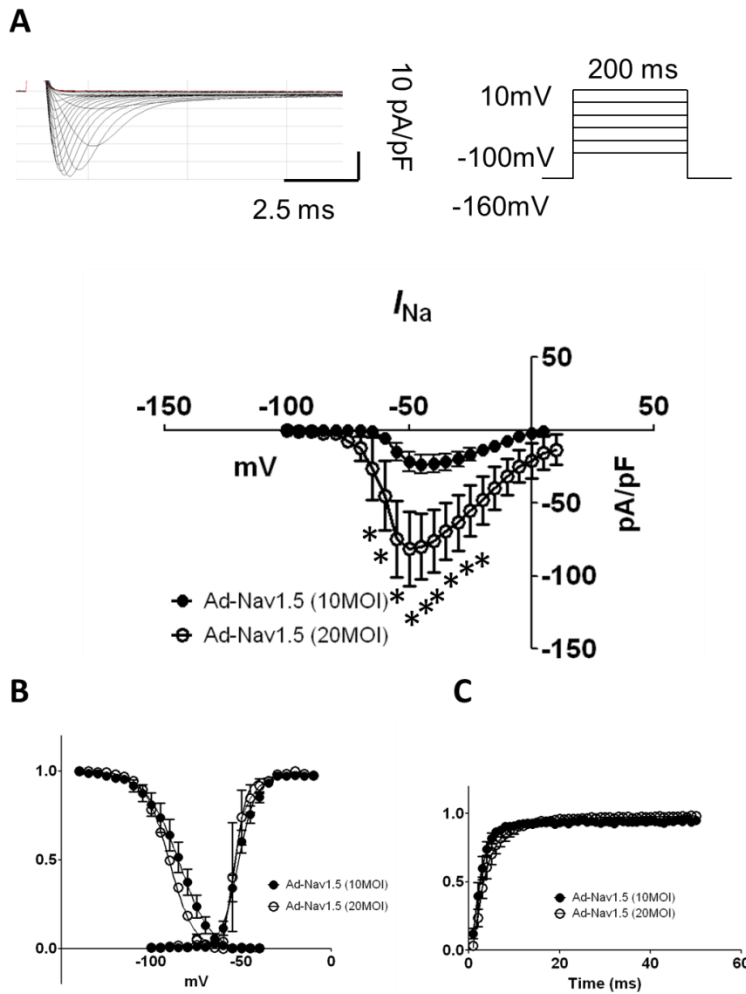 A
10 pA/pF
2.5 ms
200 ms
10mV
-100mV
-160mV
INa
50
-150
-100
-50
50
mV
pA/pF
-50
* * * * * * * * *
-100
Ad-Nav1.5 (10MOI)
Ad-Nav1.5 (20MOI)
-150
B
1.0
0.5
0.0
Ad-Nav1.5 (10MOI)
Ad-Nav1.5 (20MOI)
-100
-50
0
mV
C
1.0
0.5
0.0
Ad-Nav1.5 (10MOI)
Ad-Nav1.5 (20MOI)
0
20
40
60
Time (ms)